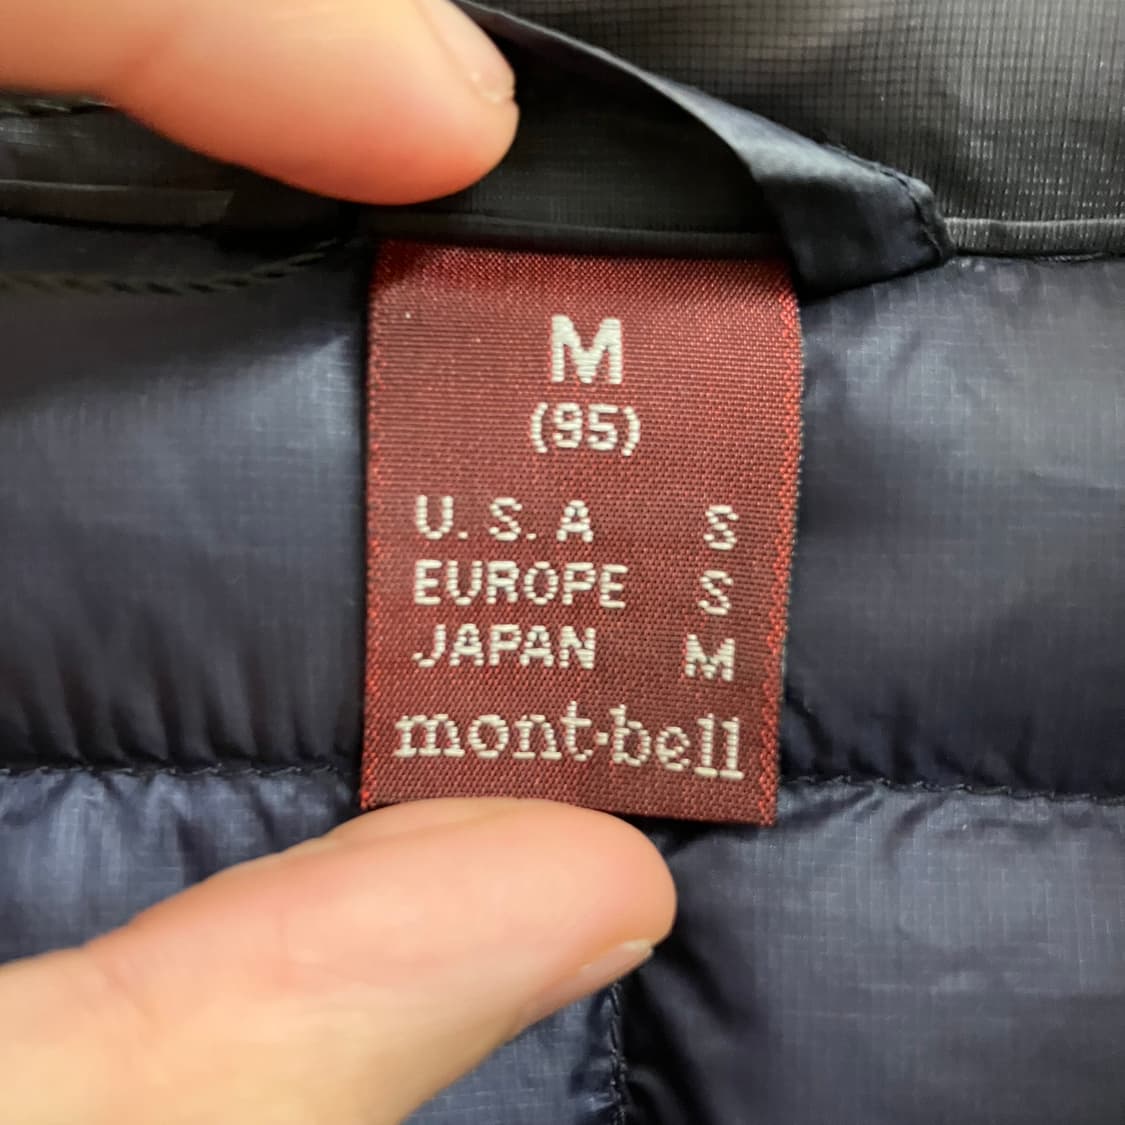 M
(95)
U.S.A S
EUROPE S
JAPAN M
mont-bell